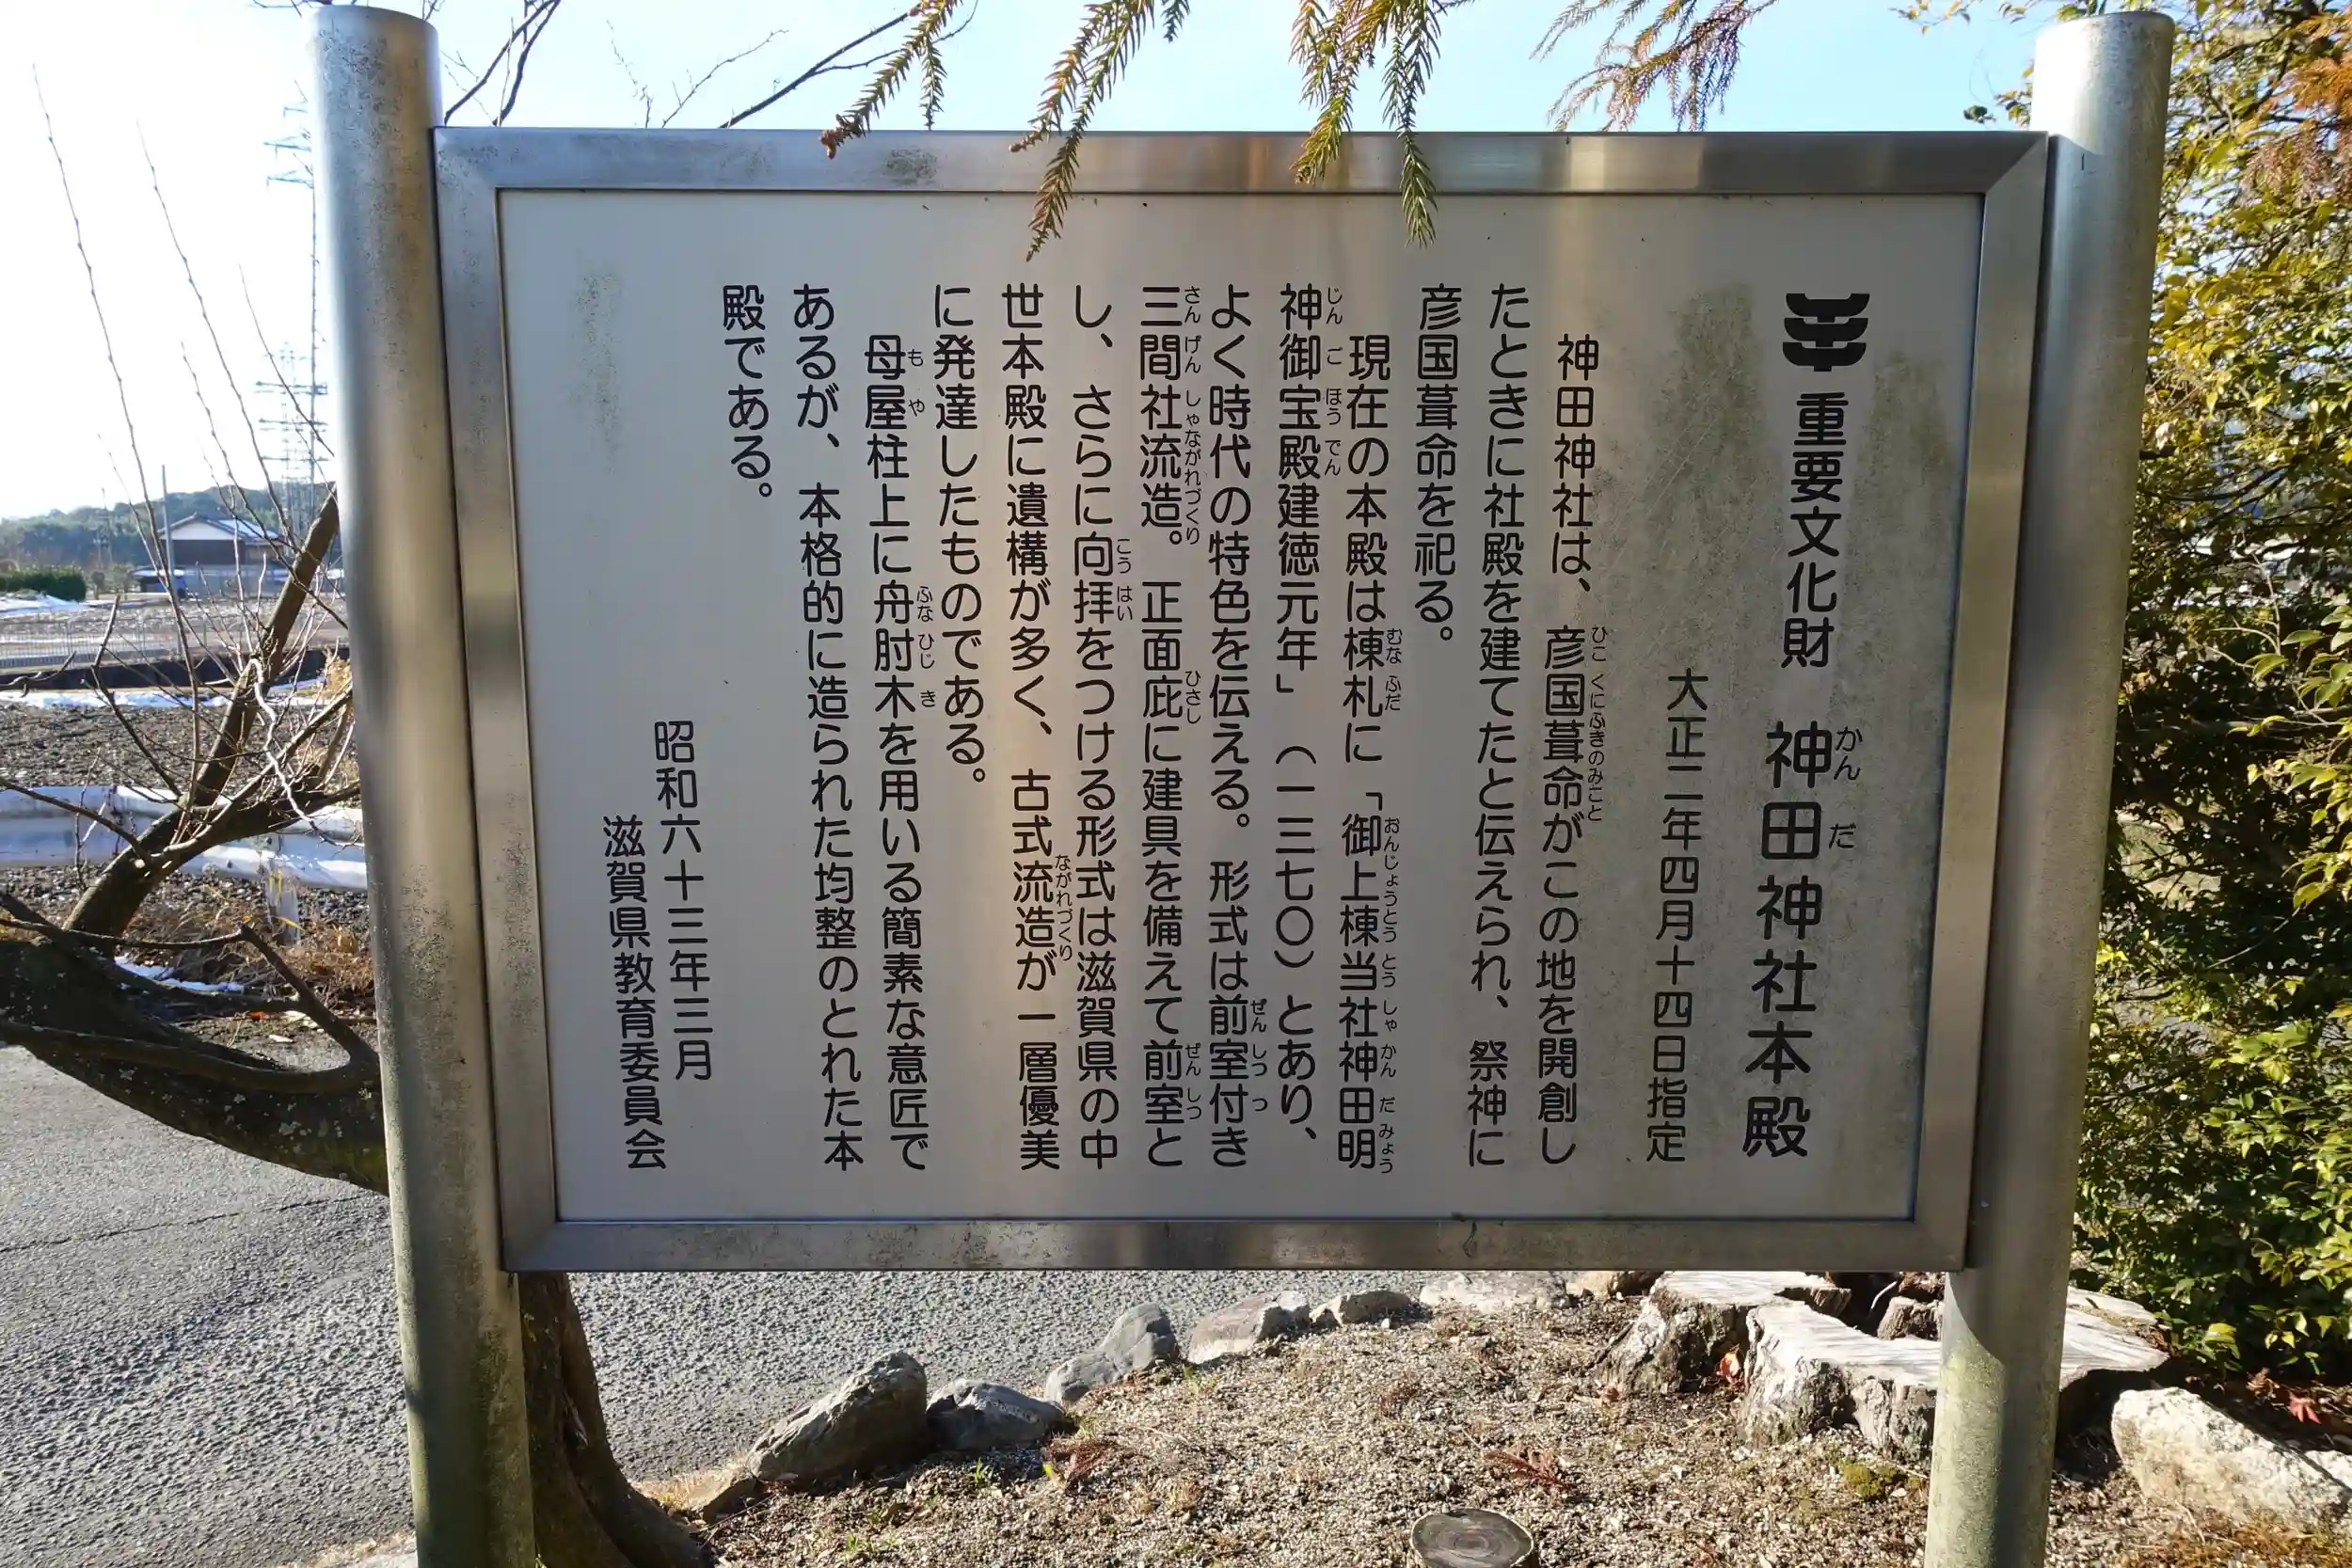 重要文化財 神田神社本殿
大正二年四月十四日指定
神田神社は、彦国葺命がこの地を開創し
たときに社殿を建てたと伝えられ、祭神に
彦国葺命を祀る。
現在の本殿は棟札に「御上棟当社神田明
神御宝殿建徳元年」(一三七〇)とあり、
よく時代の特色を伝える。形式は前室付き
三間社流造。正面庇に建具を備えて前室と
し、さらに向拝をつける形式は滋賀県の中
世本殿に遺構が多く、古式流造が一層優美
に発達したものである。
母屋柱上に舟肘木を用いる簡素な意匠で
あるが、本格的に造られた均整のとれた本
殿である。
昭和六十三年三月
滋賀県教育委員会